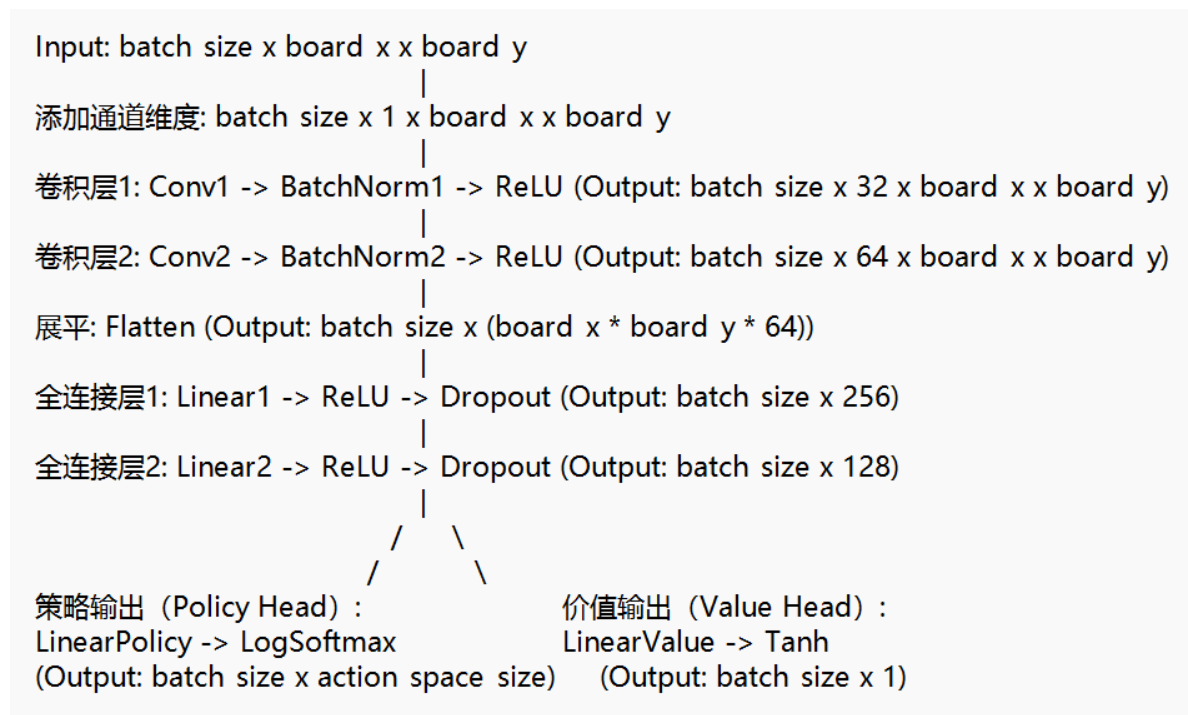 Input: batch size x board x x board y
|
添加通道维度: batch size x 1 x board x x board y
|
卷积层1: Conv1 -> BatchNorm1 -> ReLU (Output: batch size x 32 x board x x board y)
|
卷积层2: Conv2 -> BatchNorm2 -> ReLU (Output: batch size x 64 x board x x board y)
|
展平: Flatten (Output: batch size x (board x * board y * 64))
|
全连接层1: Linear1 -> ReLU -> Dropout (Output: batch size x 256)
|
全连接层2: Linear2 -> ReLU -> Dropout (Output: batch size x 128)
|
/ \
/ \
策略输出（Policy Head）: 价值输出（Value Head）:
LinearPolicy -> LogSoftmax LinearValue -> Tanh
(Output: batch size x action space size) (Output: batch size x 1)